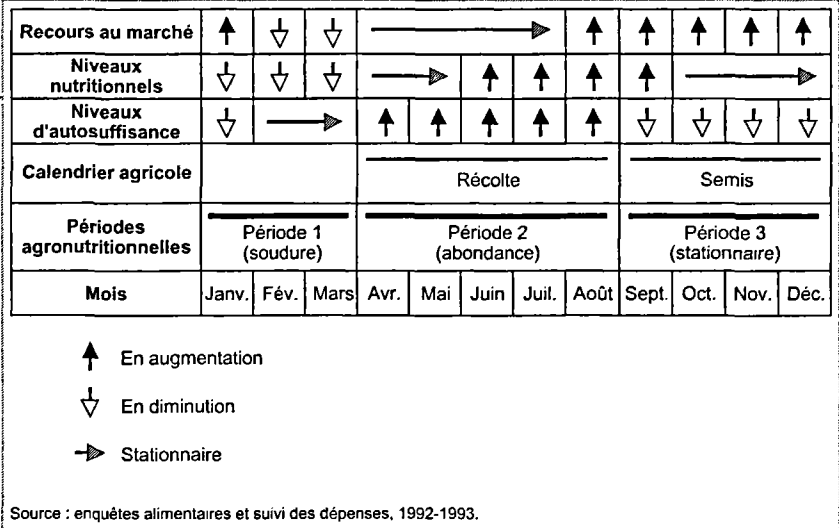 Recours au marché
Niveaux
nutritionnels
Niveaux
d'autosuffisance
Calendrier agricole
Récolte
Semis
Périodes
agronutritionnelles
Période 1
(soudure)
Période 2
(abondance)
Période 3
(stationnaire)
Mois Janv. Fév. Mars Avr. Mai Juin Juil. Août Sept. Oct. Nov. Déc.
En augmentation
En diminution
Stationnaire
Source : enquêtes alimentaires et suivi des dépenses, 1992-1993.